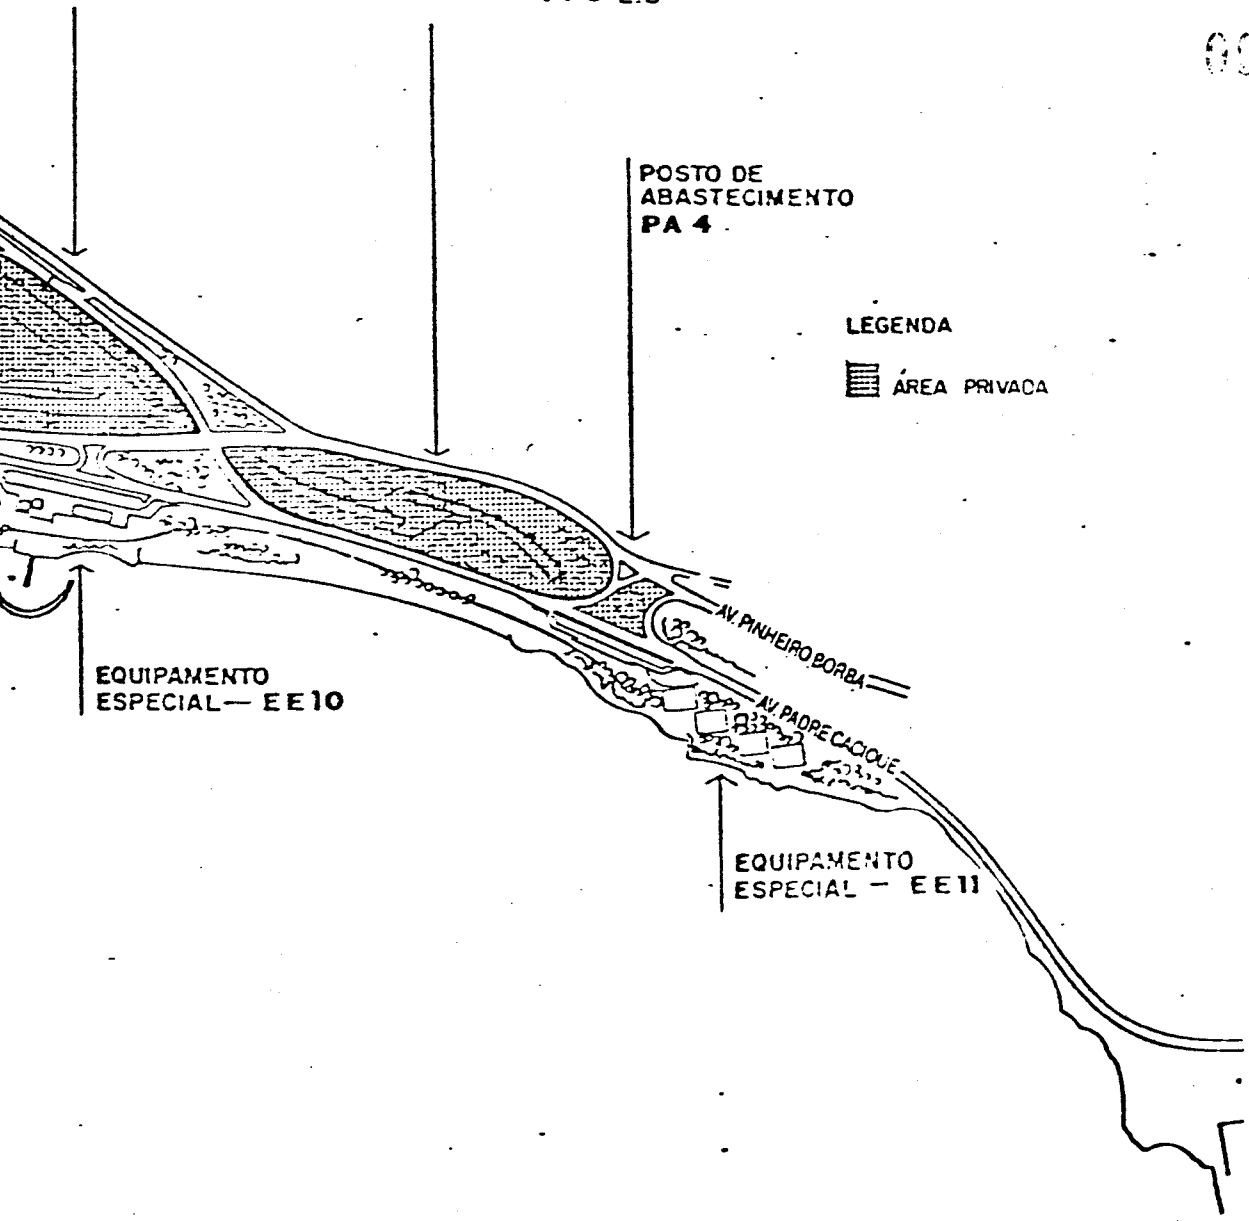 POSTO DE
ABASTECIMENTO
PA 4
LEGENDA
ÁREA PRIVADA
AV. PINHEIRO BORBA
AV. PADRE CACIQUE
EQUIPAMENTO
ESPECIAL — EE10
EQUIPAMENTO
ESPECIAL — EE11